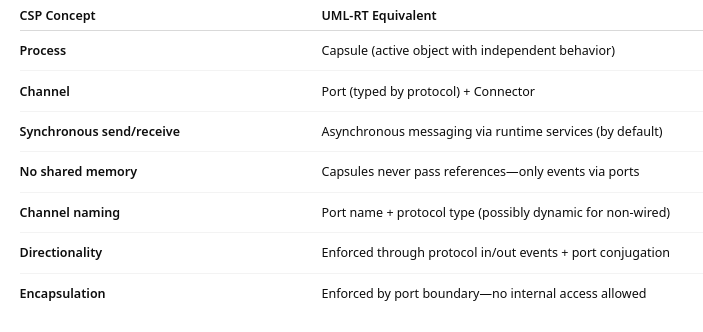 CSP Concept UML-RT Equivalent
Process Capsule (active object with independent behavior)
Channel Port (typed by protocol) + Connector
Synchronous send/receive Asynchronous messaging via runtime services (by default)
No shared memory Capsules never pass references—only events via ports
Channel naming Port name + protocol type (possibly dynamic for non-wired)
Directionality Enforced through protocol in/out events + port conjugation
Encapsulation Enforced by port boundary—no internal access allowed